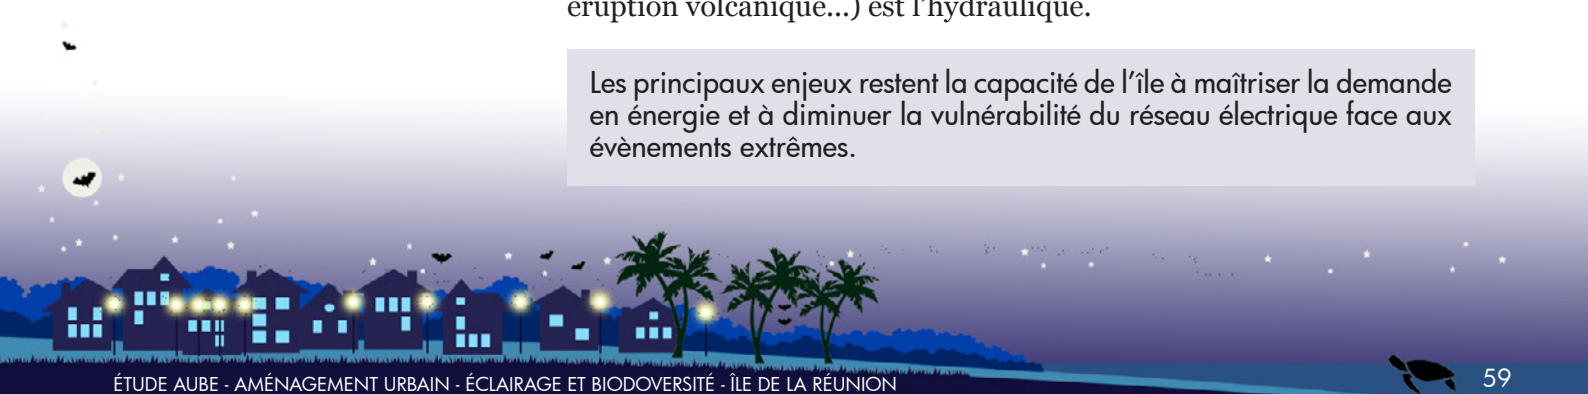 éruption volcanique...) est l'hydraulique.
Les principaux enjeux restent la capacité de l'île à maîtriser la demande
en énergie et à diminuer la vulnérabilité du réseau électrique face aux
évènements extrêmes.
ÉTUDE AUBE - AMÉNAGEMENT URBAIN - ÉCLAIRAGE ET BIODOVERSITÉ - ÎLE DE LA RÉUNION
59